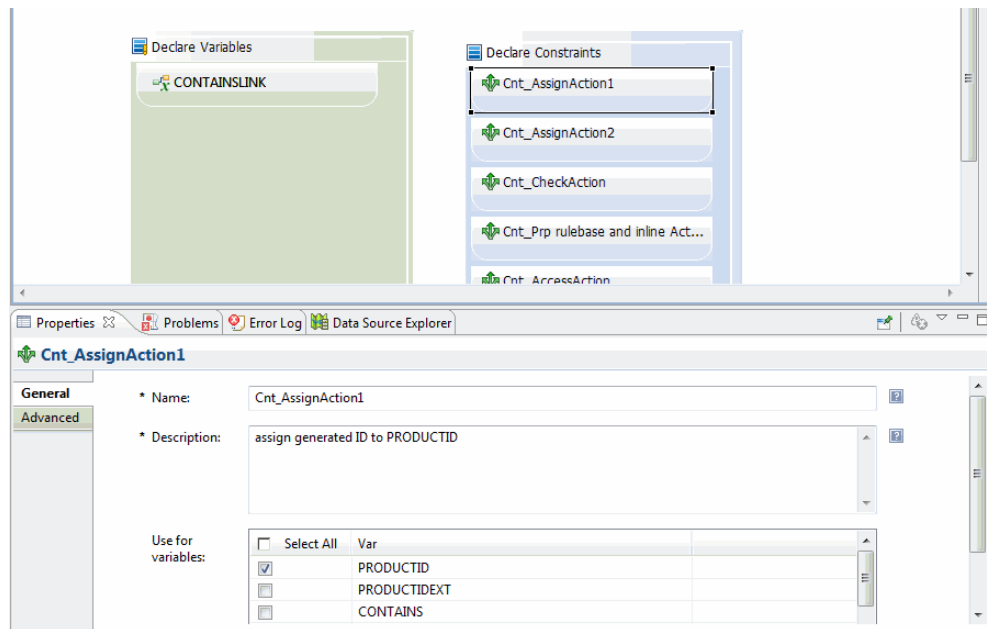 Declare Variables
CONTAINSLINK
Declare Constraints
Cnt_AssignAction1
Cnt_AssignAction2
Cnt_CheckAction
Cnt_Prp rulebase and inline Act...
Cnt_AccessAction
Properties
Problems
Error Log
Data Source Explorer
Cnt_AssignAction1
General
Advanced
* Name:
Cnt_AssignAction1
* Description:
assign generated ID to PRODUCTID
Use for
variables:
Select All
Var
PRODUCTID
PRODUCTIDEXT
CONTAINS